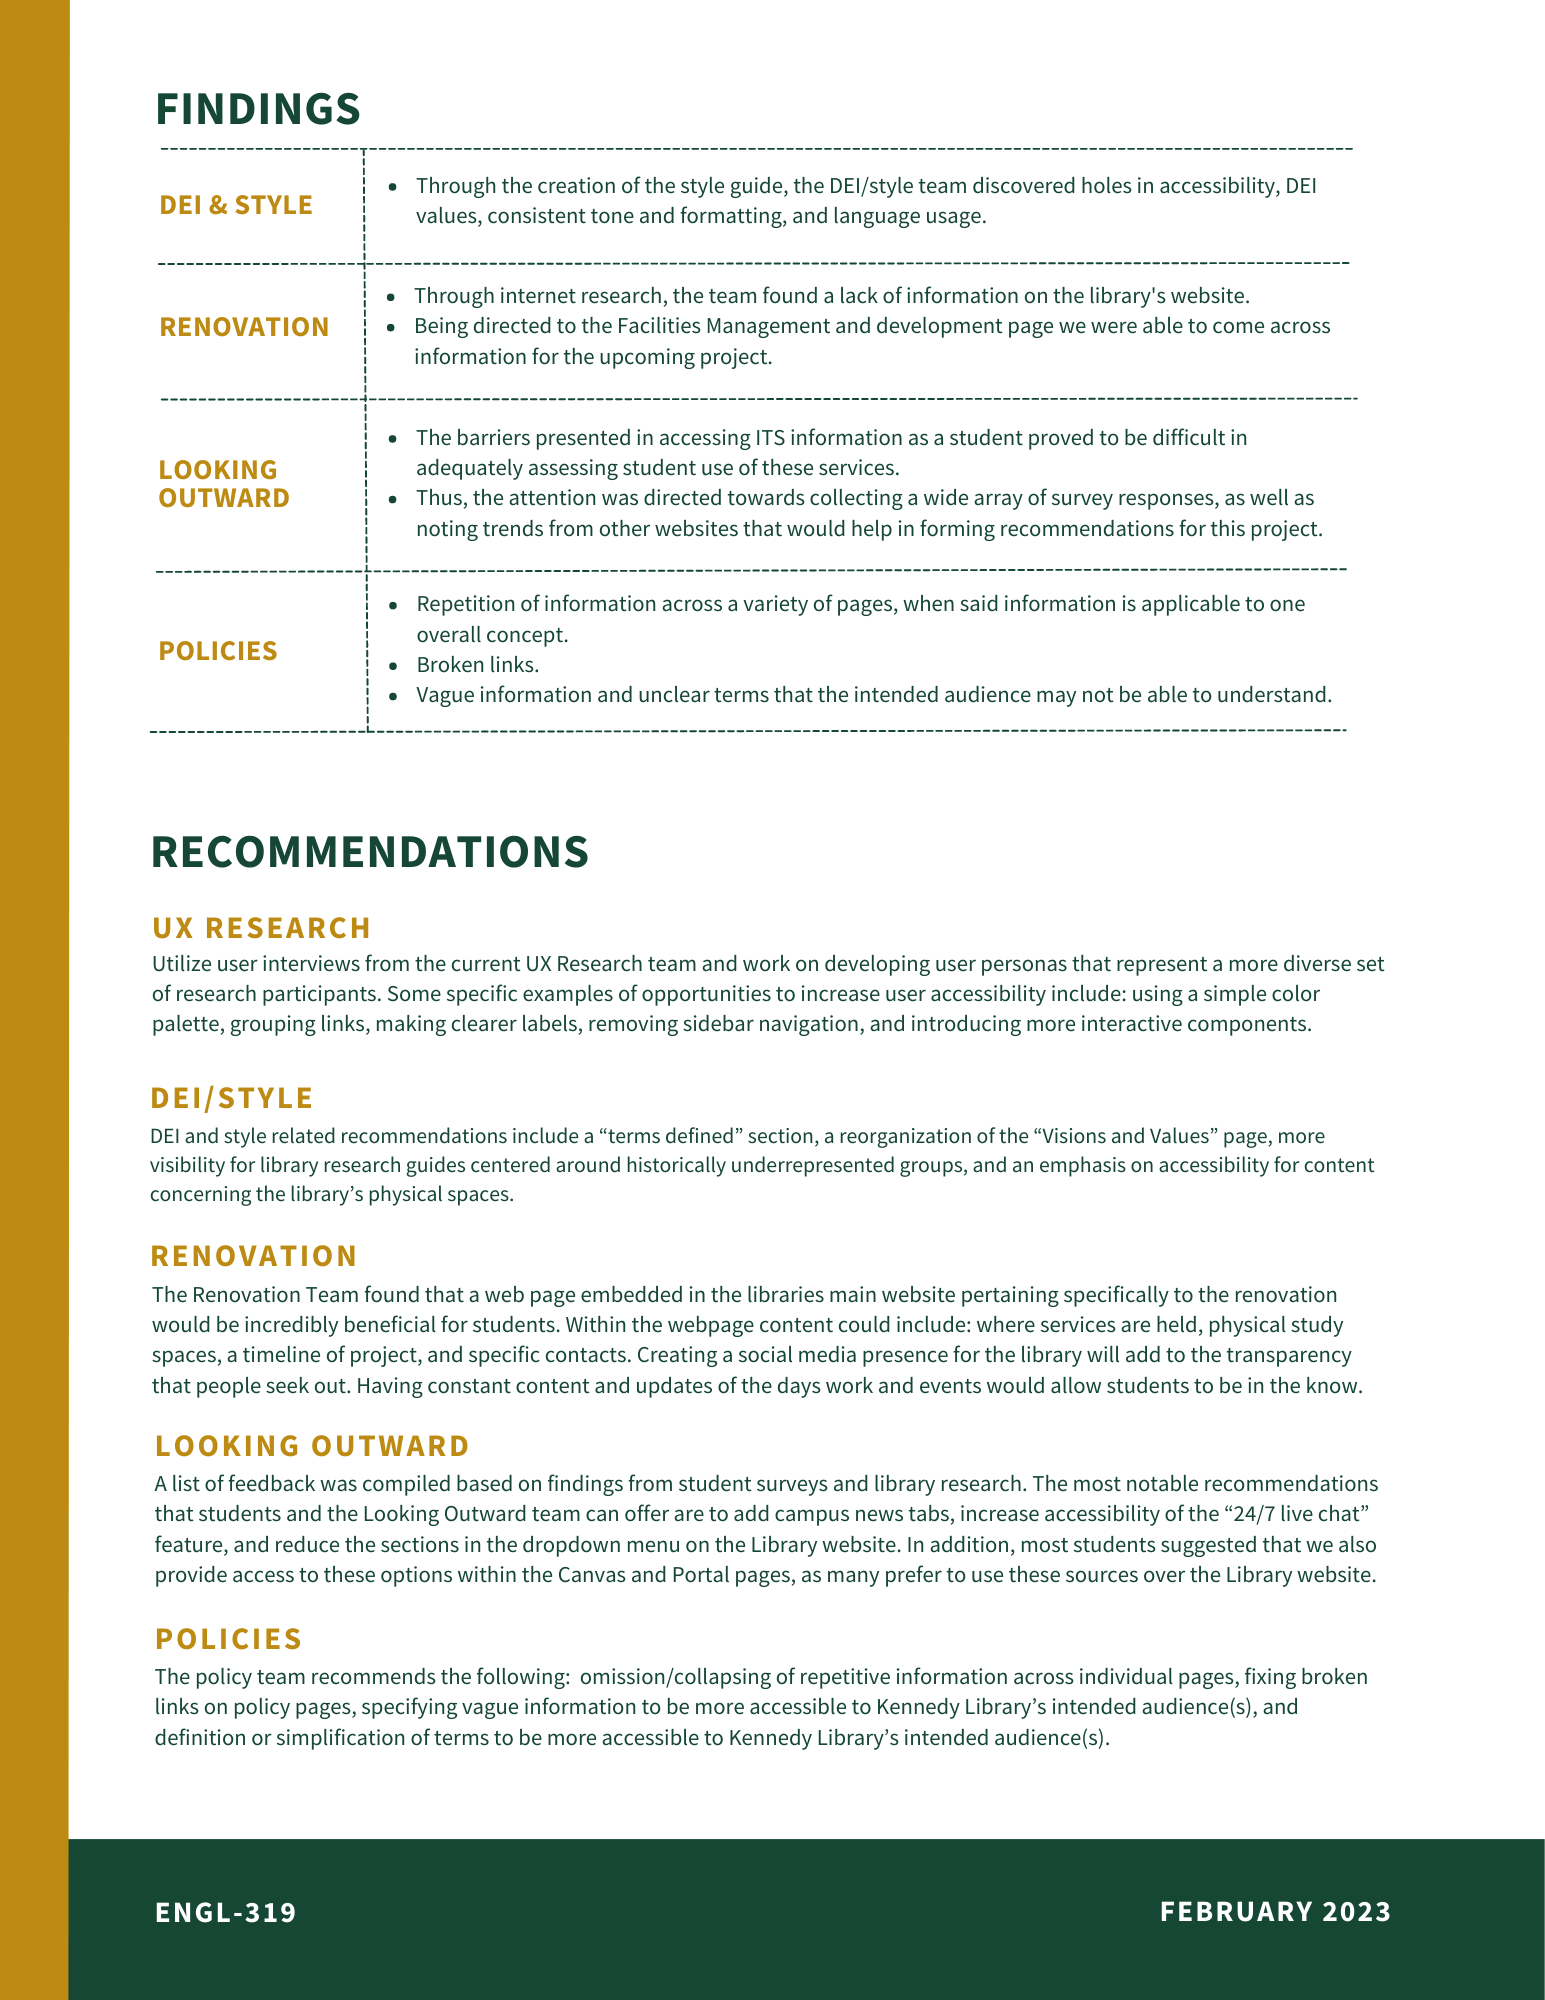 FINDINGS
DEI & STYLE
• Through the creation of the style guide, the DEI/style team discovered holes in accessibility, DEI
values, consistent tone and formatting, and language usage.
RENOVATION
• Through internet research, the team found a lack of information on the library's website.
• Being directed to the Facilities Management and development page we were able to come across
information for the upcoming project.
LOOKING
OUTWARD
• The barriers presented in accessing ITS information as a student proved to be difficult in
adequately assessing student use of these services.
• Thus, the attention was directed towards collecting a wide array of survey responses, as well as
noting trends from other websites that would help in forming recommendations for this project.
POLICIES
• Repetition of information across a variety of pages, when said information is applicable to one
overall concept.
• Broken links.
• Vague information and unclear terms that the intended audience may not be able to understand.
RECOMMENDATIONS
UX RESEARCH
Utilize user interviews from the current UX Research team and work on developing user personas that represent a more diverse set
of research participants. Some specific examples of opportunities to increase user accessibility include: using a simple color
palette, grouping links, making clearer labels, removing sidebar navigation, and introducing more interactive components.
DEI/STYLE
DEI and style related recommendations include a “terms defined” section, a reorganization of the “Visions and Values” page, more
visibility for library research guides centered around historically underrepresented groups, and an emphasis on accessibility for content
concerning the library’s physical spaces.
RENOVATION
The Renovation Team found that a web page embedded in the libraries main website pertaining specifically to the renovation
would be incredibly beneficial for students. Within the webpage content could include: where services are held, physical study
spaces, a timeline of project, and specific contacts. Creating a social media presence for the library will add to the transparency
that people seek out. Having constant content and updates of the days work and events would allow students to be in the know.
LOOKING OUTWARD
A list of feedback was compiled based on findings from student surveys and library research. The most notable recommendations
that students and the Looking Outward team can offer are to add campus news tabs, increase accessibility of the “24/7 live chat”
feature, and reduce the sections in the dropdown menu on the Library website. In addition, most students suggested that we also
provide access to these options within the Canvas and Portal pages, as many prefer to use these sources over the Library website.
POLICIES
The policy team recommends the following:  omission/collapsing of repetitive information across individual pages, fixing broken
links on policy pages, specifying vague information to be more accessible to Kennedy Library’s intended audience(s), and
definition or simplification of terms to be more accessible to Kennedy Library’s intended audience(s).
ENGL-319
FEBRUARY 2023